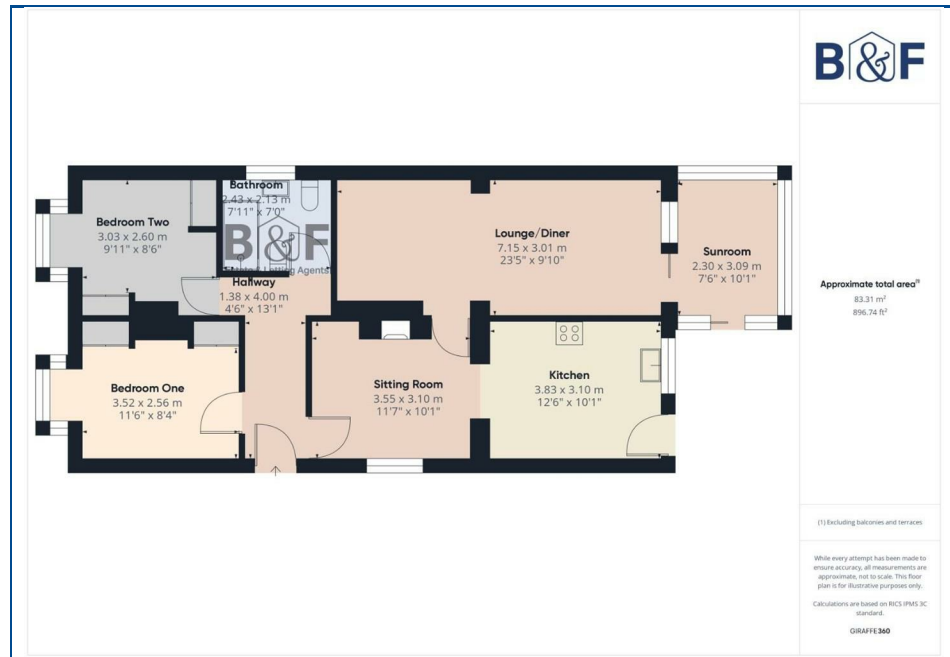 B&F
Bathroom
2.43 x 2.13 m
7'11" x 7'0"
Bedroom Two
3.03 x 2.60 m
9'11" x 8'6"
B&F
Estate & Letting Agents
Hallway
1.38 x 4.00 m
4'6" x 13'1"
Lounge/Diner
7.15 x 3.01 m
23'5" x 9'10"
Sunroom
2.30 x 3.09 m
7'6" x 10'1"
Bedroom One
3.52 x 2.56 m
11'6" x 8'4"
Sitting Room
3.55 x 3.10 m
11'7" x 10'1"
Kitchen
3.83 x 3.10 m
12'6" x 10'1"
Approximate total area(1)
83.31 m²
896.74 ft²
(1) Excluding balconies and terraces
While every attempt has been made to
ensure accuracy, all measurements are
approximate, not to scale. This floor
plan is for illustrative purposes only.
Calculations are based on RICS IPMS 3C
standard.
GIRAFFE360